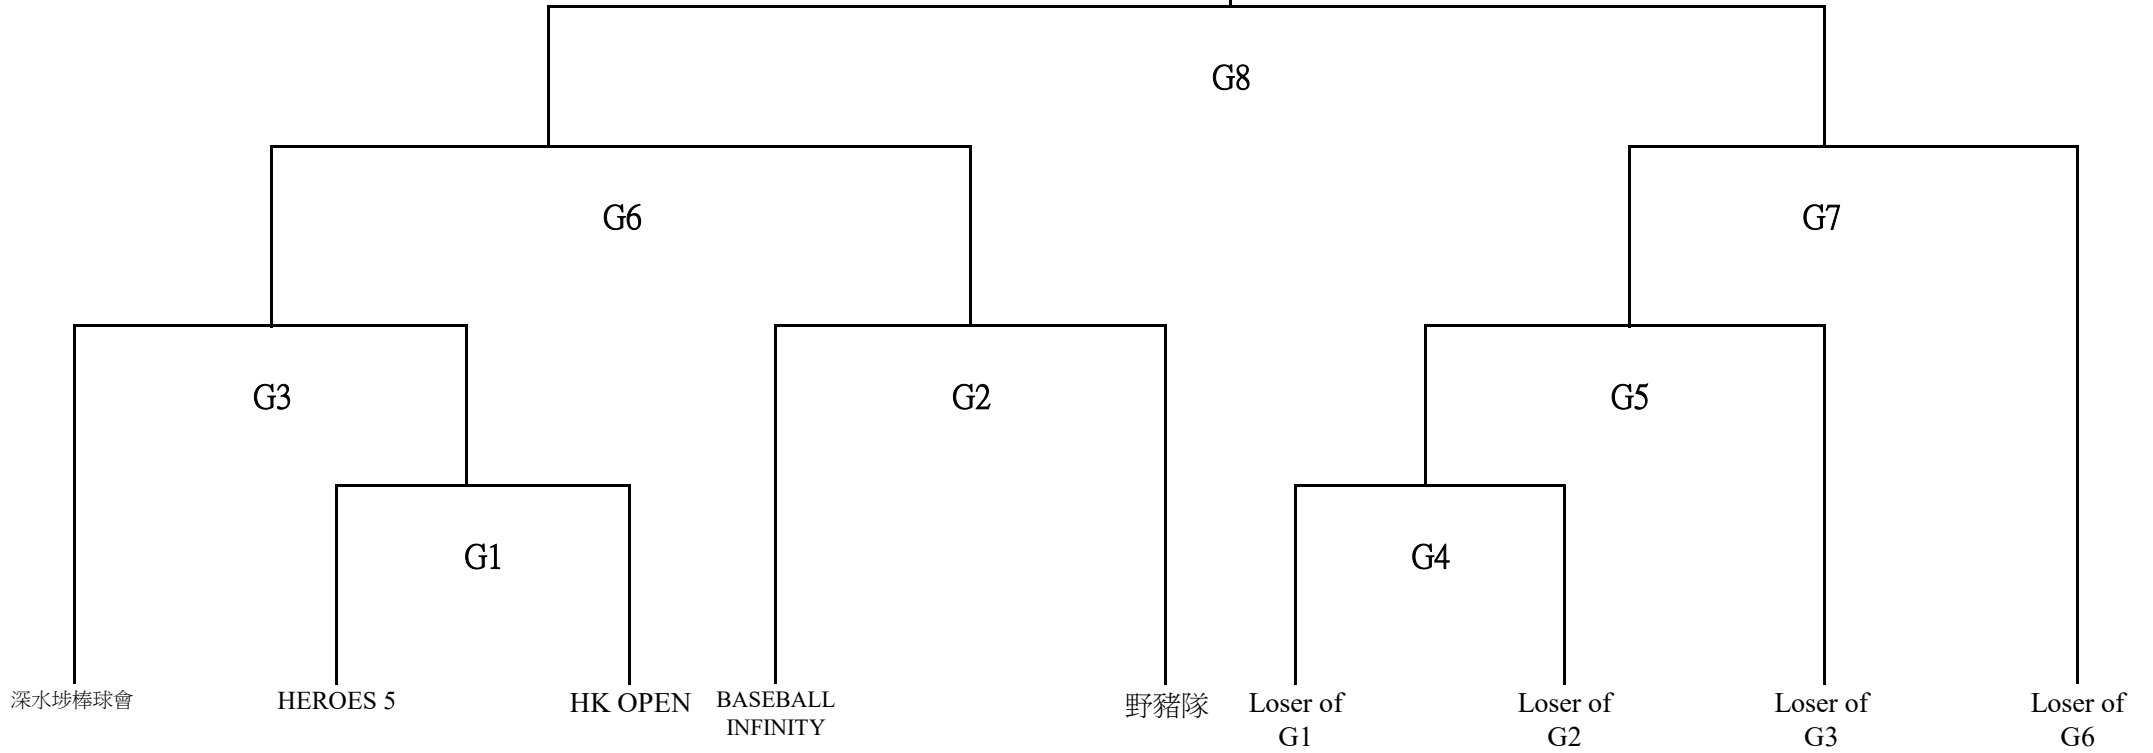 G8
G6
G7
G3
G2
G5
G1
G4
深水埗棒球會
HEROES 5
HK OPEN
BASEBALL
INFINITY
野豬隊
Loser of
G1
Loser of
G2
Loser of
G3
Loser of
G6